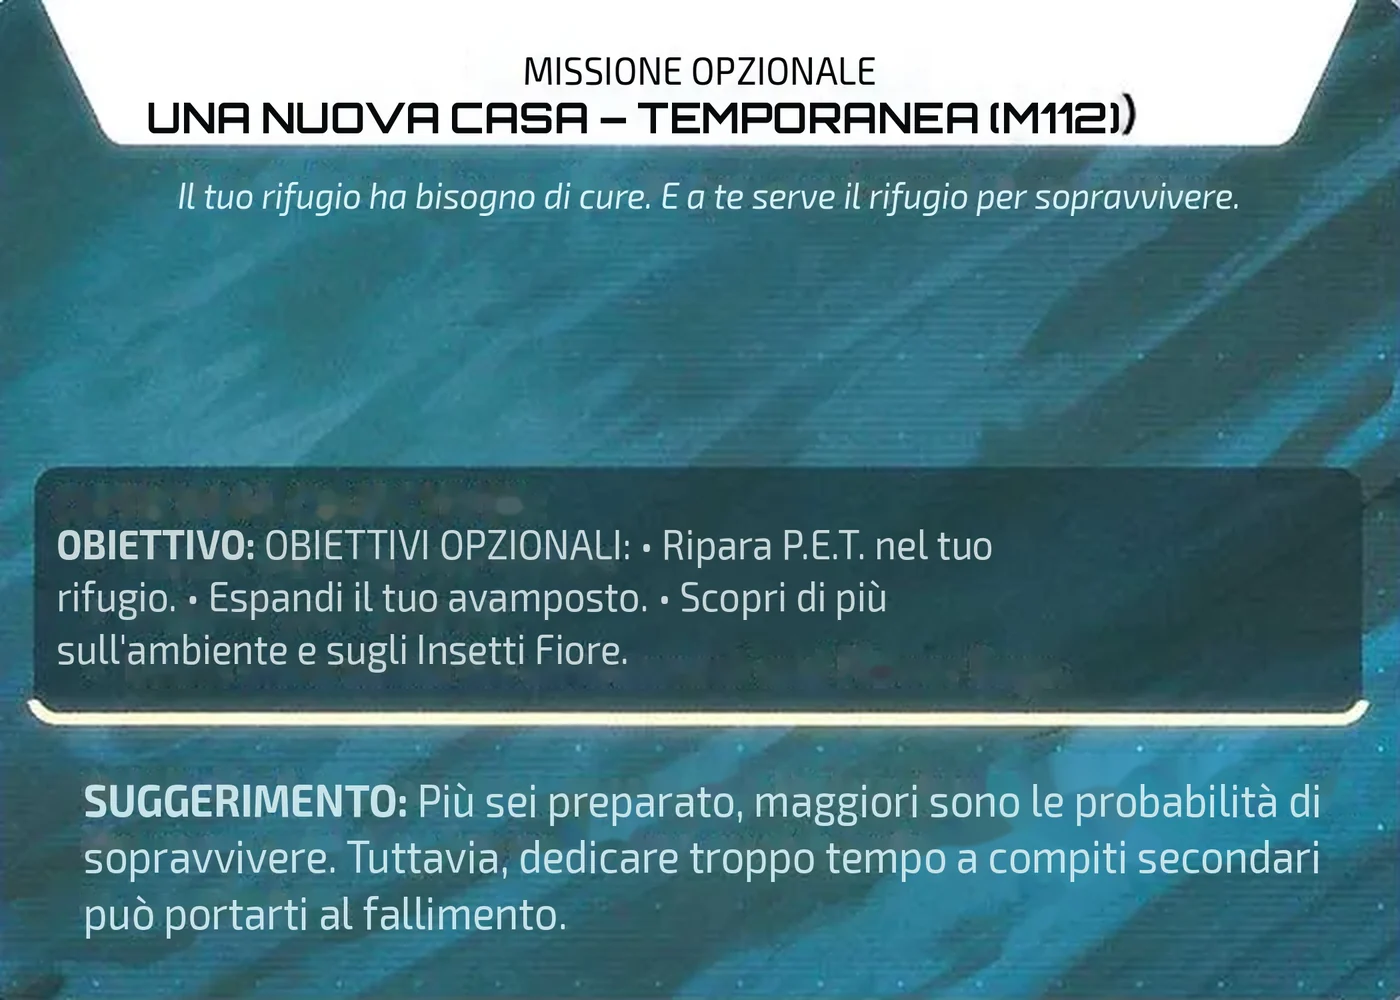 MISSIONE OPZIONALE
UNA NUOVA CASA – TEMPORANEA (M112))
Il tuo rifugio ha bisogno di cure. E a te serve il rifugio per sopravvivere.
OBIETTIVO: OBIETTIVI OPZIONALI: • Ripara P.E.T. nel tuo
rifugio. • Espandi il tuo avamposto. • Scopri di più
sull'ambiente e sugli Insetti Fiore.
SUGGERIMENTO: Più sei preparato, maggiori sono le probabilità di
sopravvivere. Tuttavia, dedicare troppo tempo a compiti secondari
può portarti al fallimento.